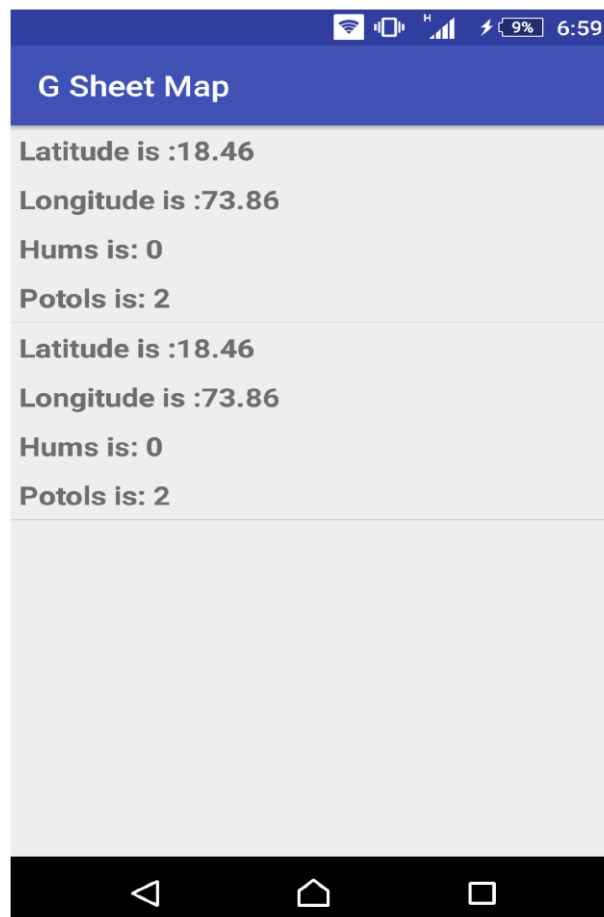 H 9% 6:59
G Sheet Map
Latitude is :18.46
Longitude is :73.86
Hums is: 0
Potols is: 2
Latitude is :18.46
Longitude is :73.86
Hums is: 0
Potols is: 2